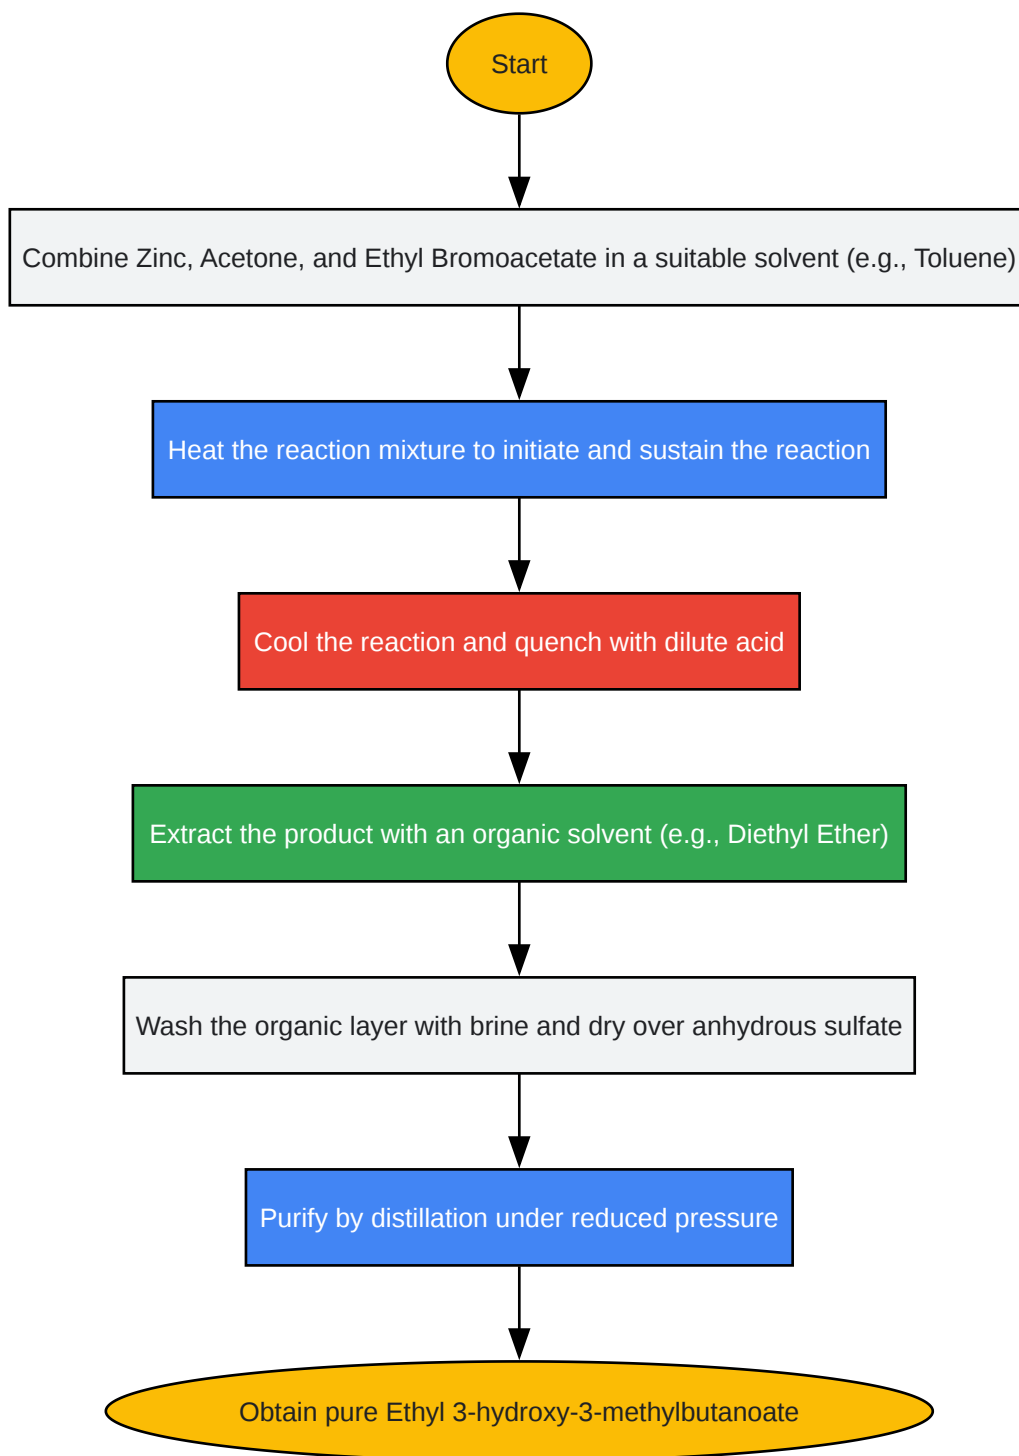 Start
Combine Zinc, Acetone, and Ethyl Bromoacetate in a suitable solvent (e.g., Toluene)
Heat the reaction mixture to initiate and sustain the reaction
Cool the reaction and quench with dilute acid
Extract the product with an organic solvent (e.g., Diethyl Ether)
Wash the organic layer with brine and dry over anhydrous sulfate
Purify by distillation under reduced pressure
Obtain pure Ethyl 3-hydroxy-3-methylbutanoate